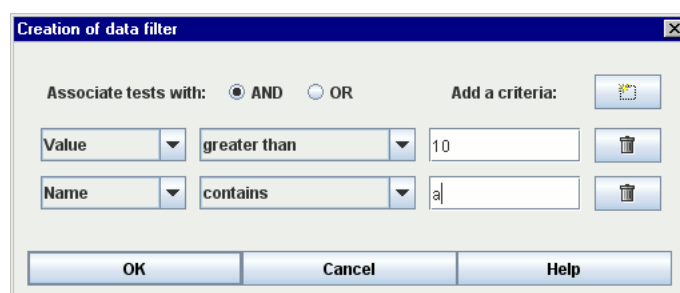 Creation of data filter
Associate tests with: AND OR Add a criteria:
Value greater than 10
Name contains a
OK Cancel Help